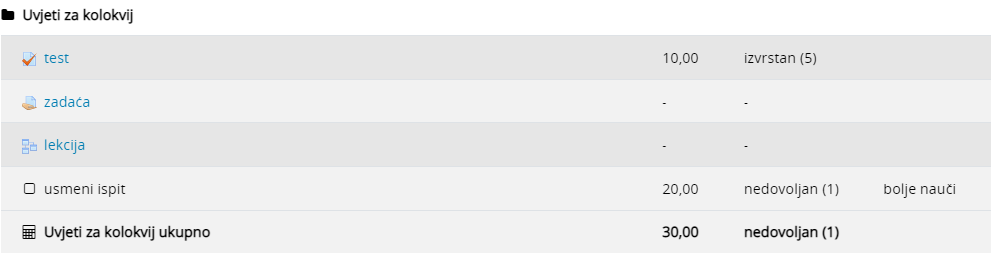 Uvjeti za kolokvij
test 10,00 izvrstan (5)
zadaća - -
lekcija - -
usmeni ispit 20,00 nedovoljan (1) bolje nauči
Uvjeti za kolokvij ukupno 30,00 nedovoljan (1)